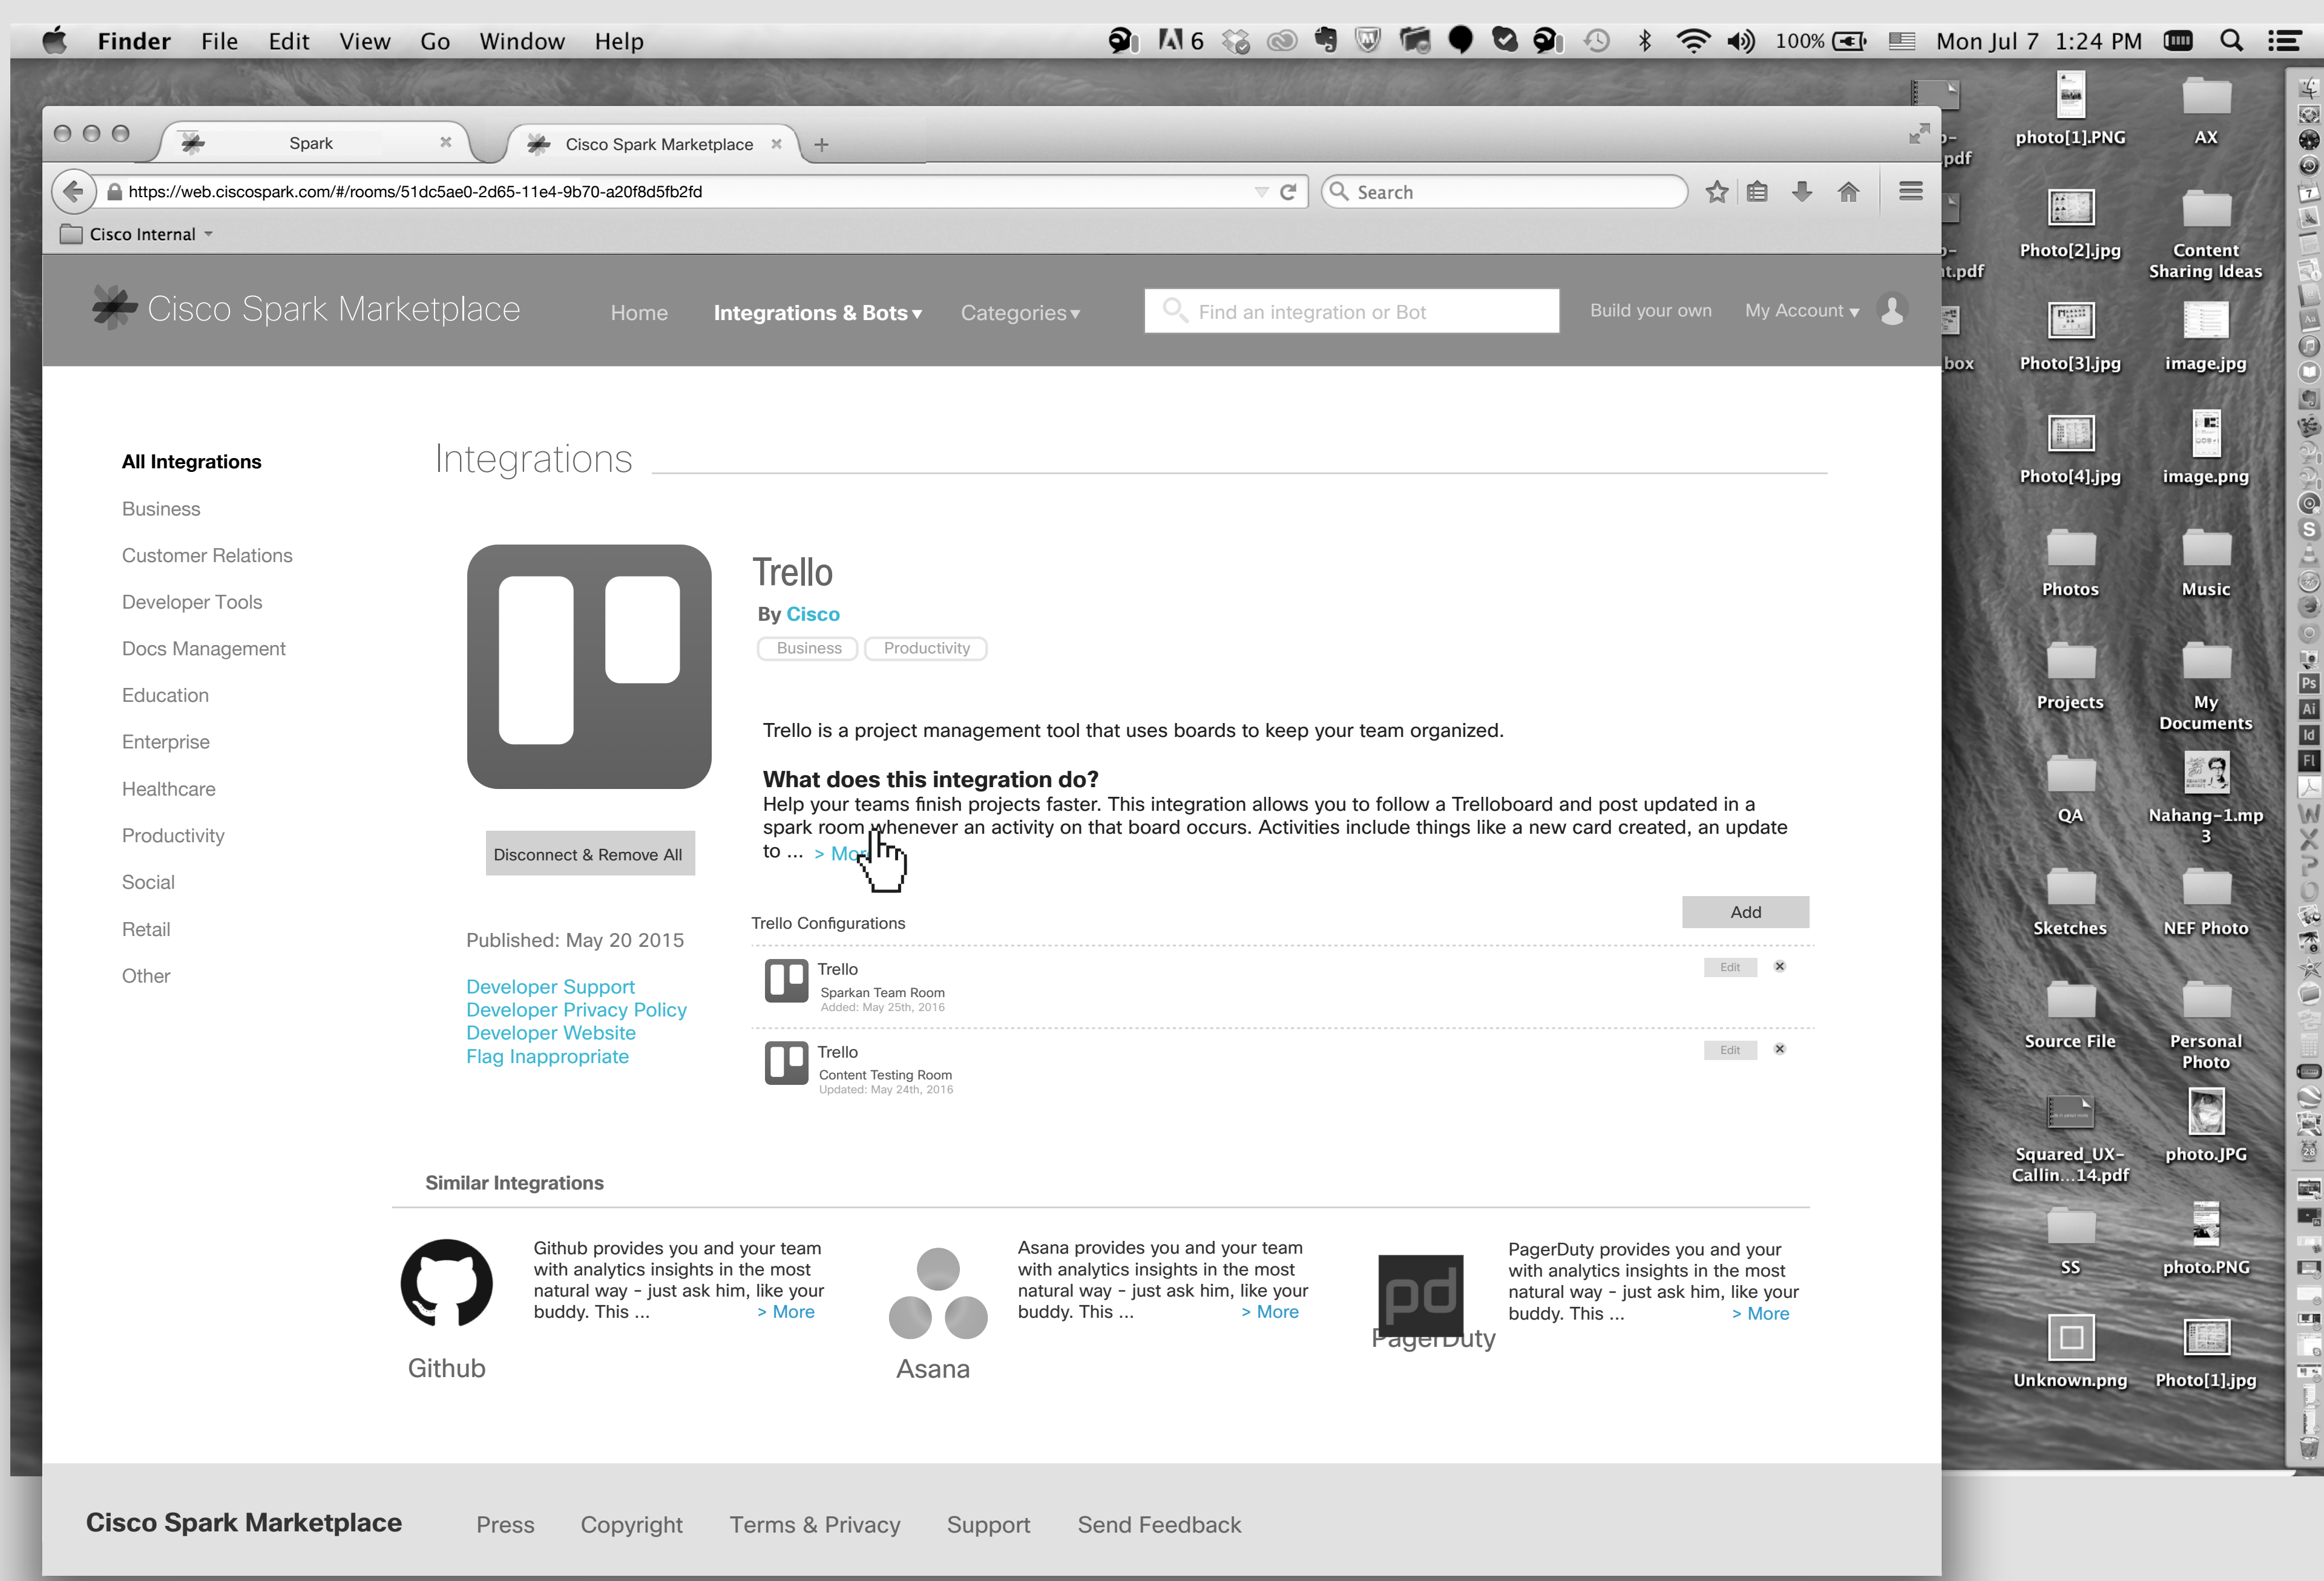 Finder File Edit View Go Window Help
6 100% Mon Jul 7 1:24 PM
Spark
Cisco Spark Marketplace
https://web.ciscospark.com/#/rooms/51dc5ae0-2d65-11e4-9b70-a20f8d5fb2fd
Search
Cisco Internal
Cisco Spark Marketplace
Home Integrations & Bots Categories
Find an integration or Bot
Build your own My Account
All Integrations
Business
Customer Relations
Developer Tools
Docs Management
Education
Enterprise
Healthcare
Productivity
Social
Retail
Other
Integrations
Trello
By Cisco
Business Productivity
Trello is a project management tool that uses boards to keep your team organized.
What does this integration do?
Help your teams finish projects faster. This integration allows you to follow a Trelloboard and post updated in a
spark room whenever an activity on that board occurs. Activities include things like a new card created, an update
to ... > More
Disconnect & Remove All
Published: May 20 2015
Developer Support
Developer Privacy Policy
Developer Website
Flag Inappropriate
Trello Configurations
Add
Trello
Sparkan Team Room
Added: May 25th, 2016
Edit
Trello
Content Testing Room
Updated: May 24th, 2016
Edit
Similar Integrations
Github
Github provides you and your team
with analytics insights in the most
natural way - just ask him, like your
buddy. This ... > More
Asana
Asana provides you and your team
with analytics insights in the most
natural way - just ask him, like your
buddy. This ... > More
pd
PagerDuty
PagerDuty provides you and your
with analytics insights in the most
natural way - just ask him, like your
buddy. This ... > More
Cisco Spark Marketplace
Press Copyright Terms & Privacy Support Send Feedback
pdf
t.pdf
box
photo[1].PNG
AX
Photo[2].jpg
Content
Sharing Ideas
Photo[3].jpg
image.jpg
Photo[4].jpg
image.png
Photos
Music
Projects
My
Documents
QA
Nahang-1.mp
3
Sketches
NEF Photo
Source File
Personal
Photo
Squared_UX-
Callin...14.pdf
photo.JPG
SS
photo.PNG
Unknown.png
Photo[1].jpg
7
Aa
S
Ps
Ai
Id
Fl
W
X
P
O
28